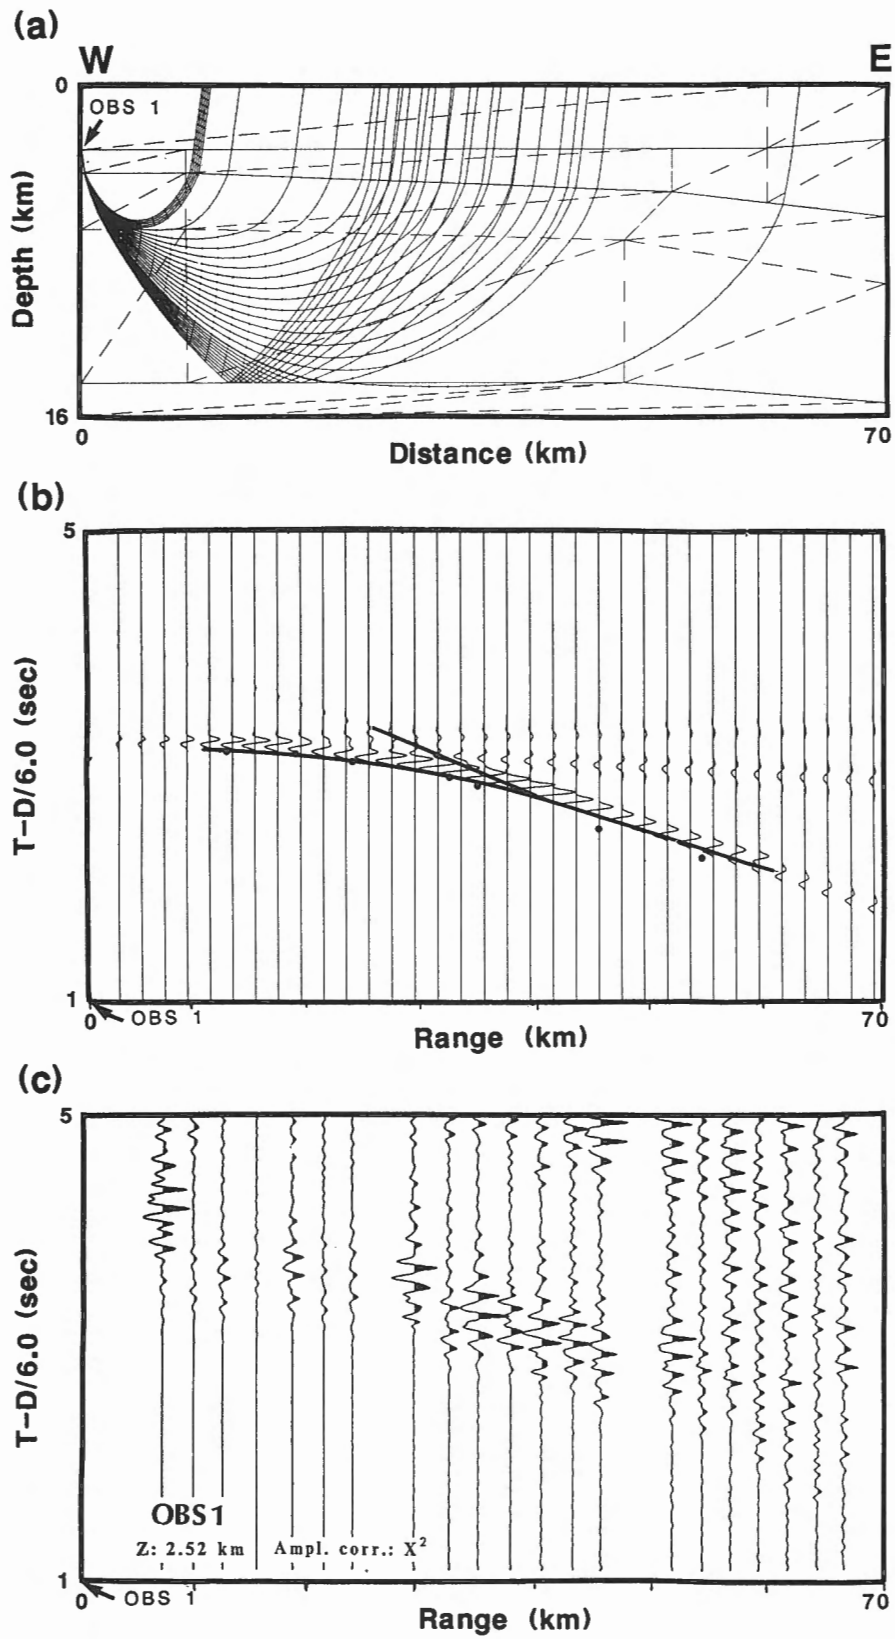 (a)
W E
0
OBS 1
Depth (km)
16
0 70
Distance (km)
(b)
5
T-D/6.0 (sec)
1
0 OBS 1 70
Range (km)
(c)
5
T-D/6.0 (sec)
OBS1
Z: 2.52 km Ampl. corr.: X²
1
OBS 1 70
Range (km)